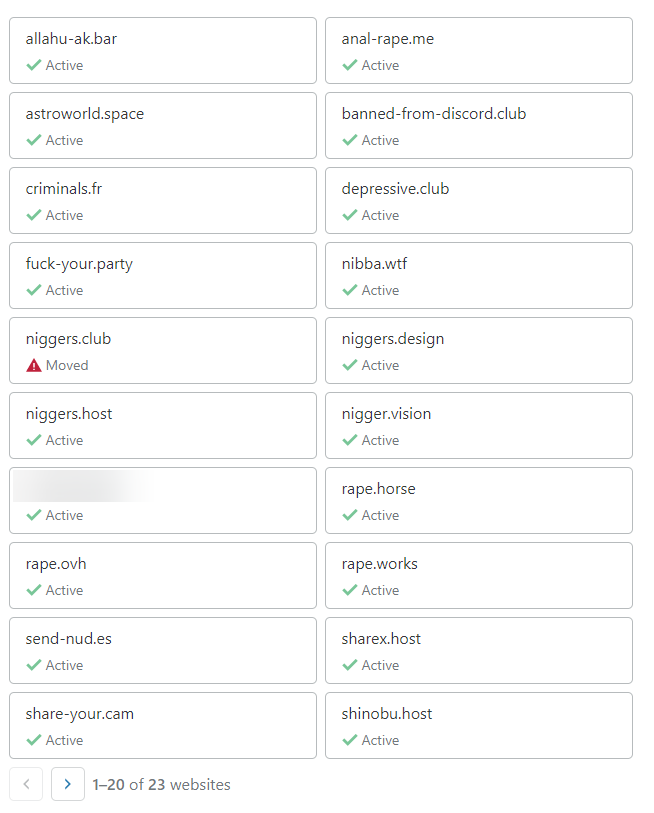 allahu-ak.bar
Active
anal-rape.me
Active
astroworld.space
Active
banned-from-discord.club
Active
criminals.fr
Active
depressive.club
Active
fuck-your.party
Active
nibba.wtf
Active
niggers.club
Moved
niggers.design
Active
niggers.host
Active
nigger.vision
Active
Active
rape.horse
Active
rape.ovh
Active
rape.works
Active
send-nud.es
Active
sharex.host
Active
share-your.cam
Active
shinobu.host
Active
1–20 of 23 websites